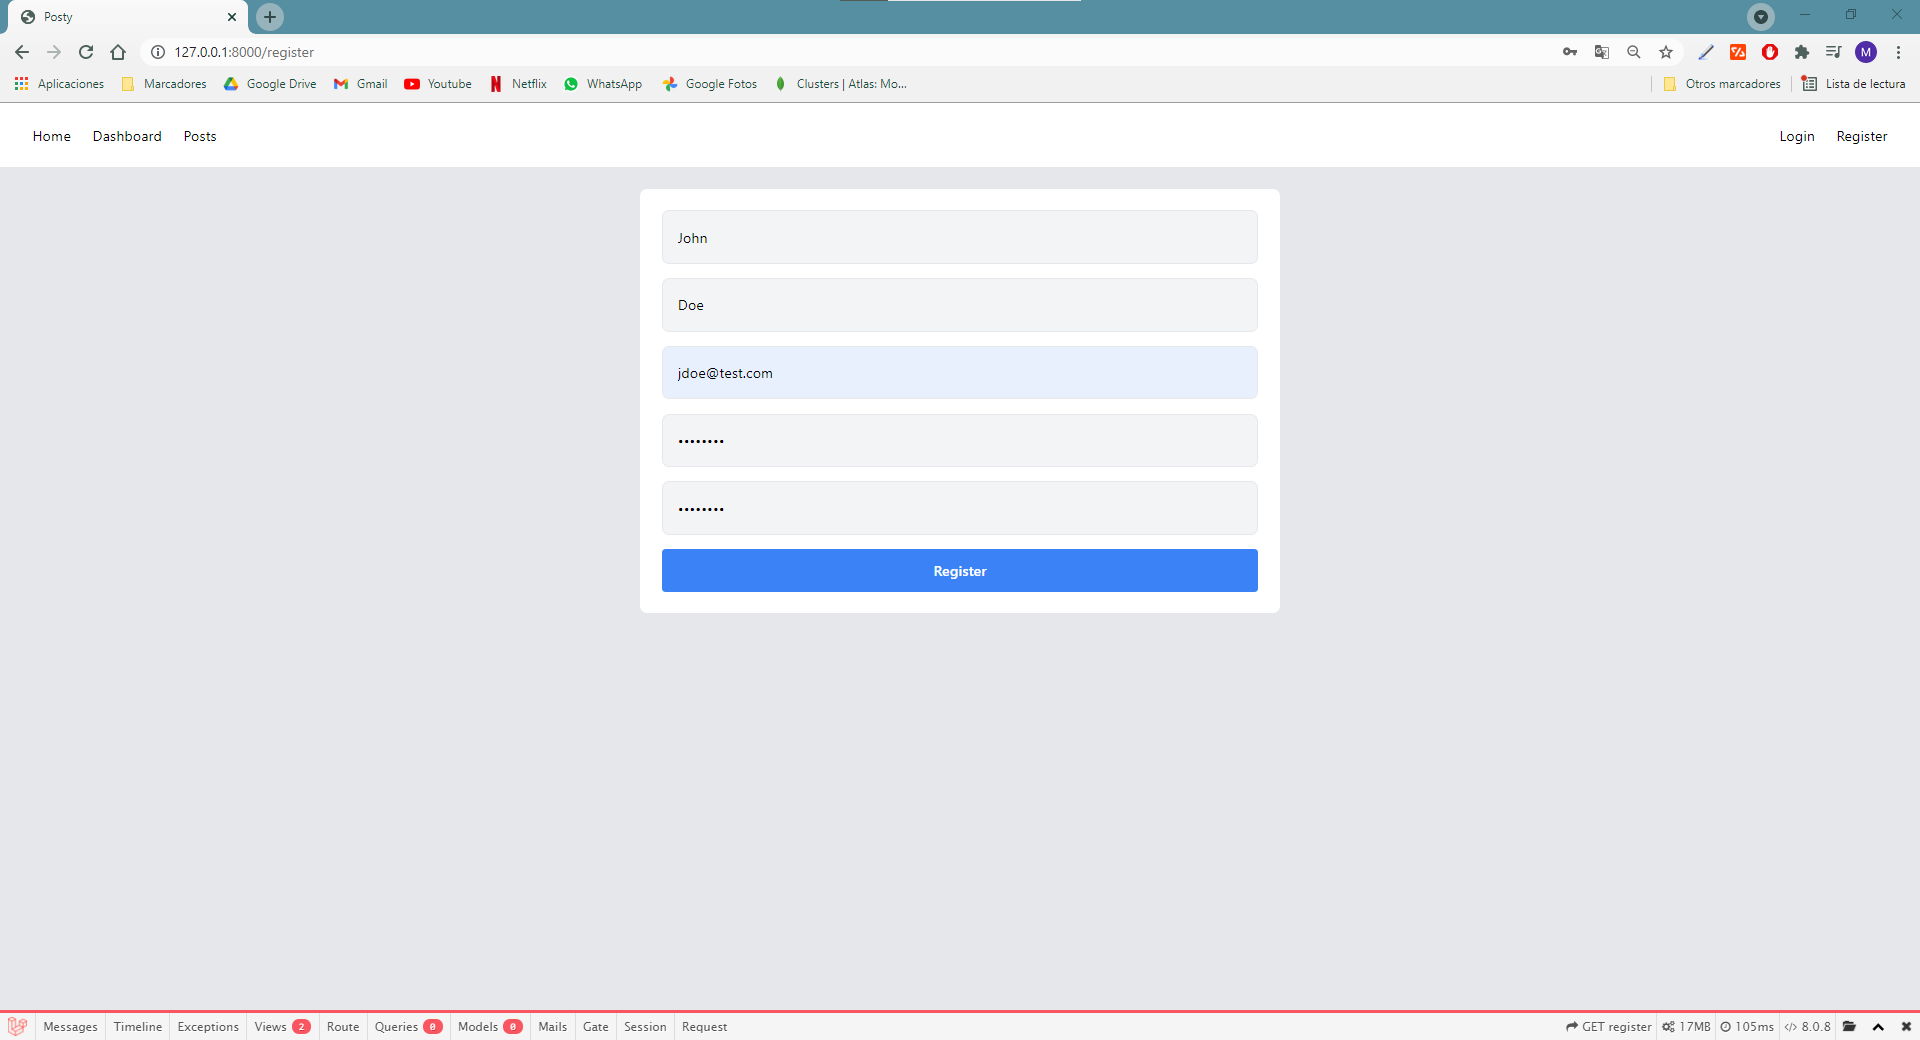 Posty
127.0.0.1:8000/register
Aplicaciones Marcadores Google Drive Gmail Youtube Netflix WhatsApp Google Fotos Clusters | Atlas: Mo... Otros marcadores Lista de lectura
M
Home Dashboard Posts Login Register
John
Doe
jdoe@test.com
••••••••
••••••••
Register
Messages Timeline Exceptions Views 2 Route Queries 0 Models 0 Mails Gate Session Request GET register 17MB 105ms </> 8.0.8